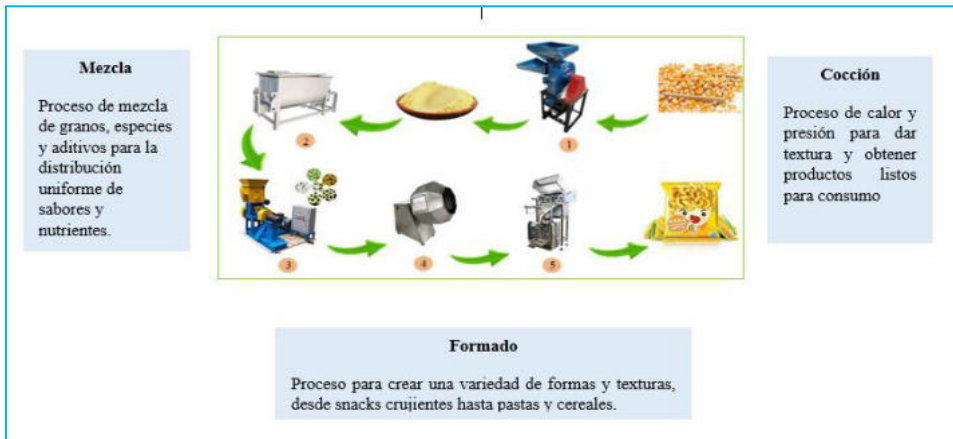 Mezcla
Proceso de mezcla
de granos, especies
y aditivos para la
distribución
uniforme de
sabores y
nutrientes.
2
1
3
4
5
Cocción
Proceso de calor y
presión para dar
textura y obtener
productos listos
para consumo
Formado
Proceso para crear una variedad de formas y texturas,
desde snacks crujientes hasta pastas y cereales.